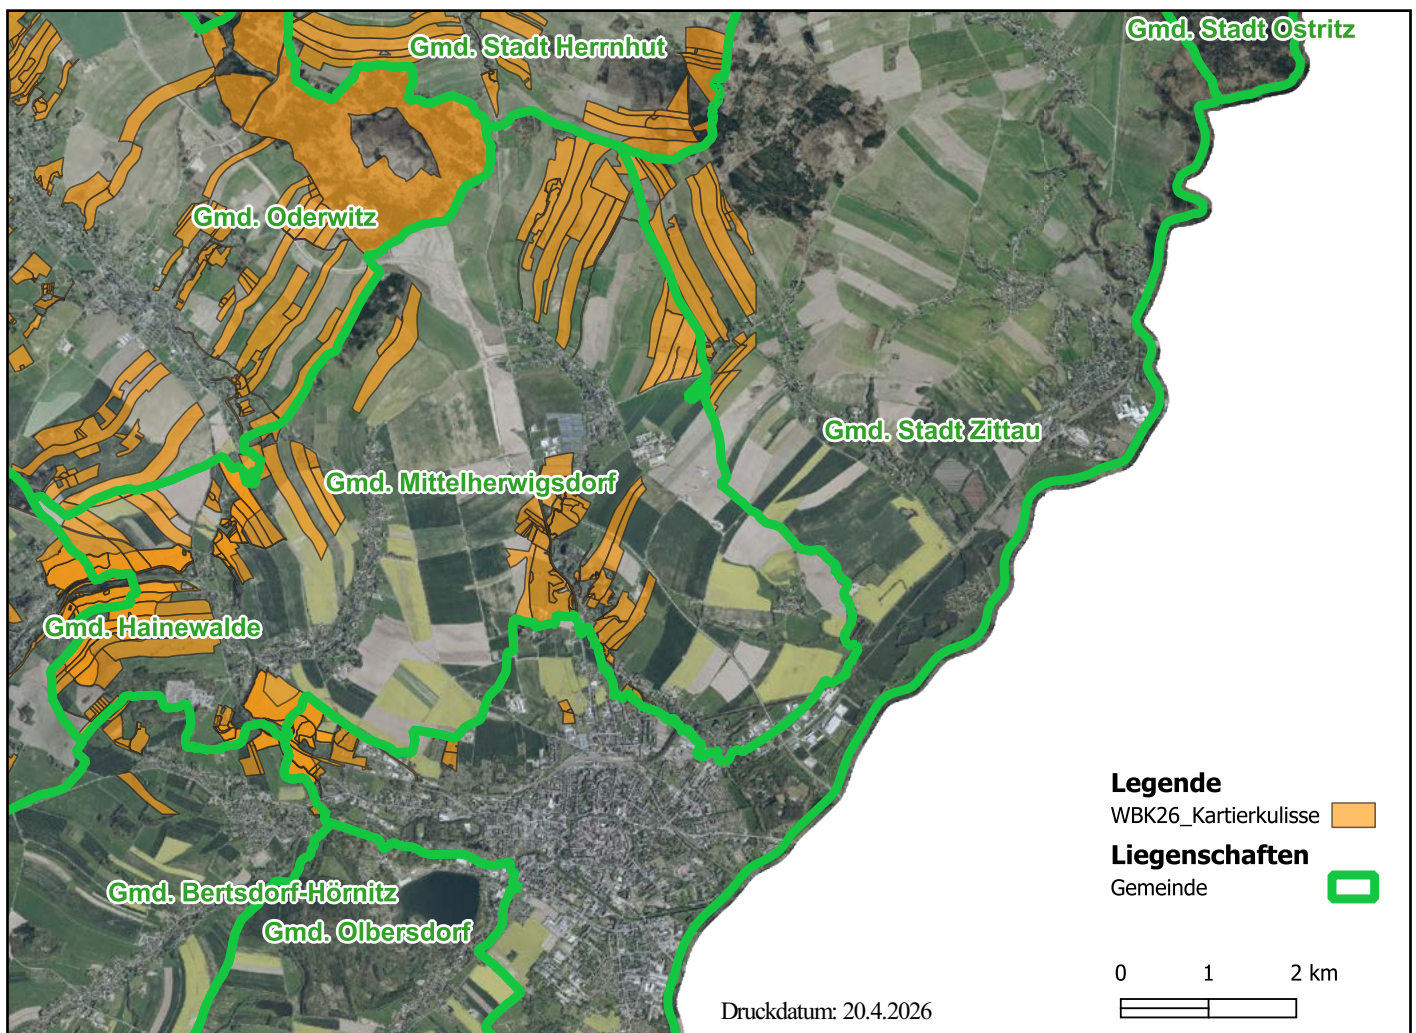 Gmd. Stadt Ostritz
Gmd. Stadt Herrnhut
Gmd. Oderwitz
Gmd. Stadt Zittau
Gmd. Mittelherwigsdorf
Gmd. Hainewalde
Gmd. Bertsdorf-Hörnitz
Gmd. Olbersdorf
Legende
WBK26_Kartierkulisse
Liegenschaften
Gemeinde
0 1 2 km
Druckdatum: 20.4.2026